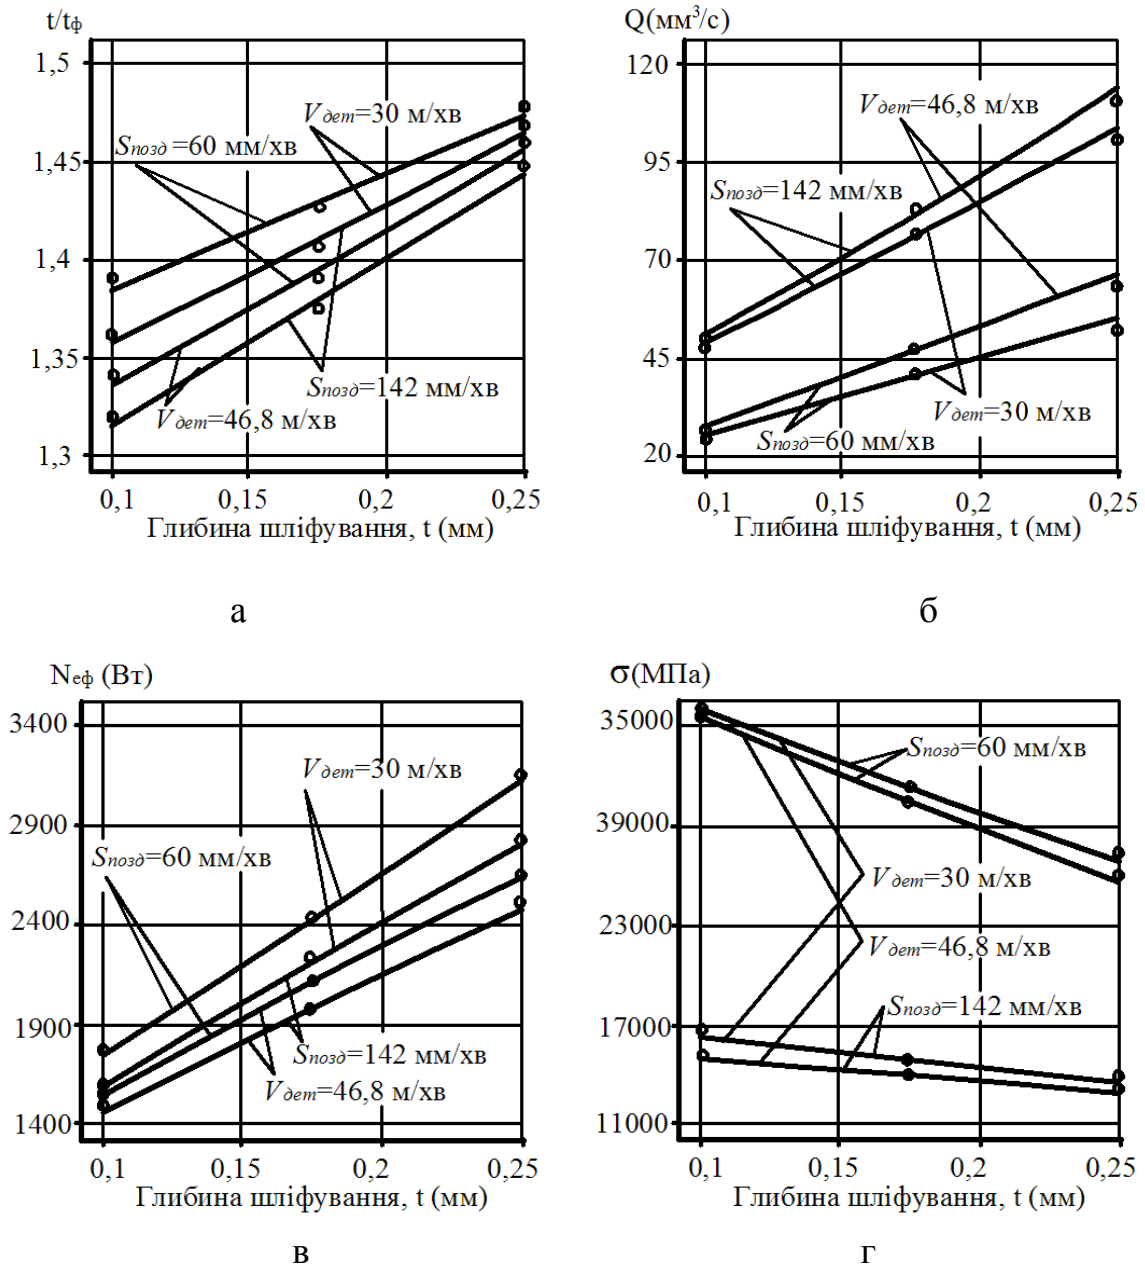 t/tф
1,5
1,45
1,4
1,35
1,3
Vдет=30 м/хв
Sпозд =60 мм/хв
Sпозд=142 мм/хв
Vдет=46,8 м/хв
0,1 0,15 0,2 0,25
Глибина шліфування, t (мм)
а
Q(мм³/с)
120
95
70
45
20
Vдет=46,8 м/хв
Sпозд=142 мм/хв
Vдет=30 м/хв
Sпозд=60 мм/хв
0,1 0,15 0,2 0,25
Глибина шліфування, t (мм)
б
Nеф (Вт)
3400
2900
2400
1900
1400
Vдет=30 м/хв
Sпозд=60 мм/хв
Sпозд=142 мм/хв
Vдет=46,8 м/хв
0,1 0,15 0,2 0,25
Глибина шліфування, t (мм)
в
σ(МПа)
35000
39000
23000
17000
11000
Sпозд=60 мм/хв
Vдет=30 м/хв
Vдет=46,8 м/хв
Sпозд=142 мм/хв
0,1 0,15 0,2 0,25
Глибина шліфування, t (мм)
г